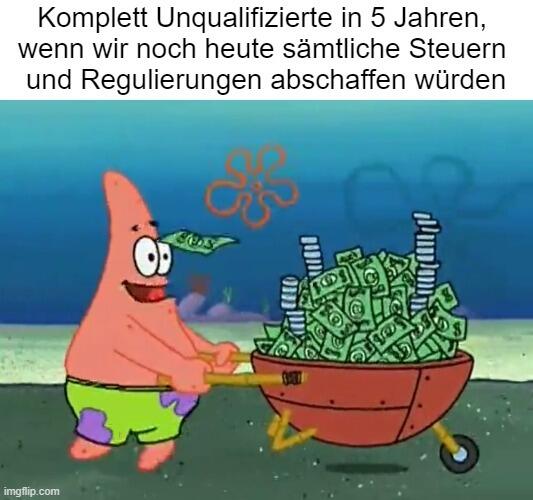 Komplett Unqualifizierte in 5 Jahren,
wenn wir noch heute sämtliche Steuern
und Regulierungen abschaffen würden
imgflip.com